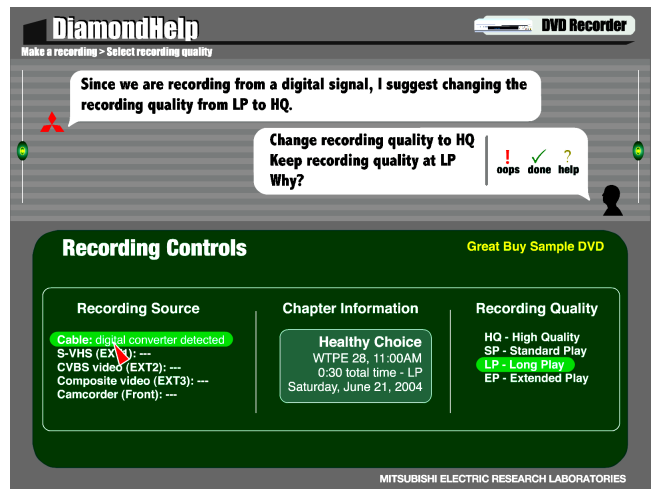 DiamondHelp
DVD Recorder
Make a recording > Select recording quality
Since we are recording from a digital signal, I suggest changing the
recording quality from LP to HQ.
Change recording quality to HQ
Keep recording quality at LP
Why?
! ✓ ?
oops done help
Recording Controls
Great Buy Sample DVD
Recording Source
Cable: digital converter detected
S-VHS (EXT1): ---
CVBS video (EXT2): ---
Composite video (EXT3): ---
Camcorder (Front): ---
Chapter Information
Healthy Choice
WTPE 28, 11:00AM
0:30 total time - LP
Saturday, June 21, 2004
Recording Quality
HQ - High Quality
SP - Standard Play
LP - Long Play
EP - Extended Play
MITSUBISHI ELECTRIC RESEARCH LABORATORIES